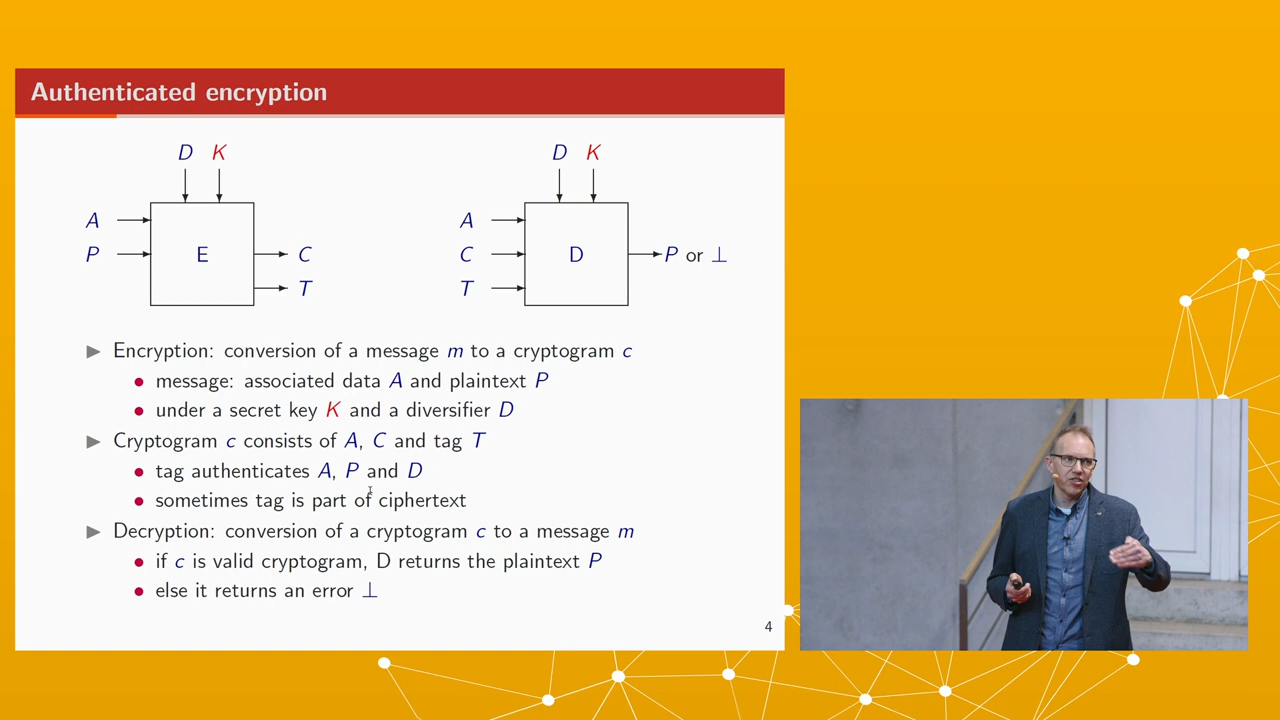 Authenticated encryption
D K D K
A A
P E C C D P or ⊥
T T
▶ Encryption: conversion of a message m to a cryptogram c
• message: associated data A and plaintext P
• under a secret key K and a diversifier D
▶ Cryptogram c consists of A, C and tag T
• tag authenticates A, P and D
• sometimes tag is part of ciphertext
▶ Decryption: conversion of a cryptogram c to a message m
• if c is valid cryptogram, D returns the plaintext P
• else it returns an error ⊥
4